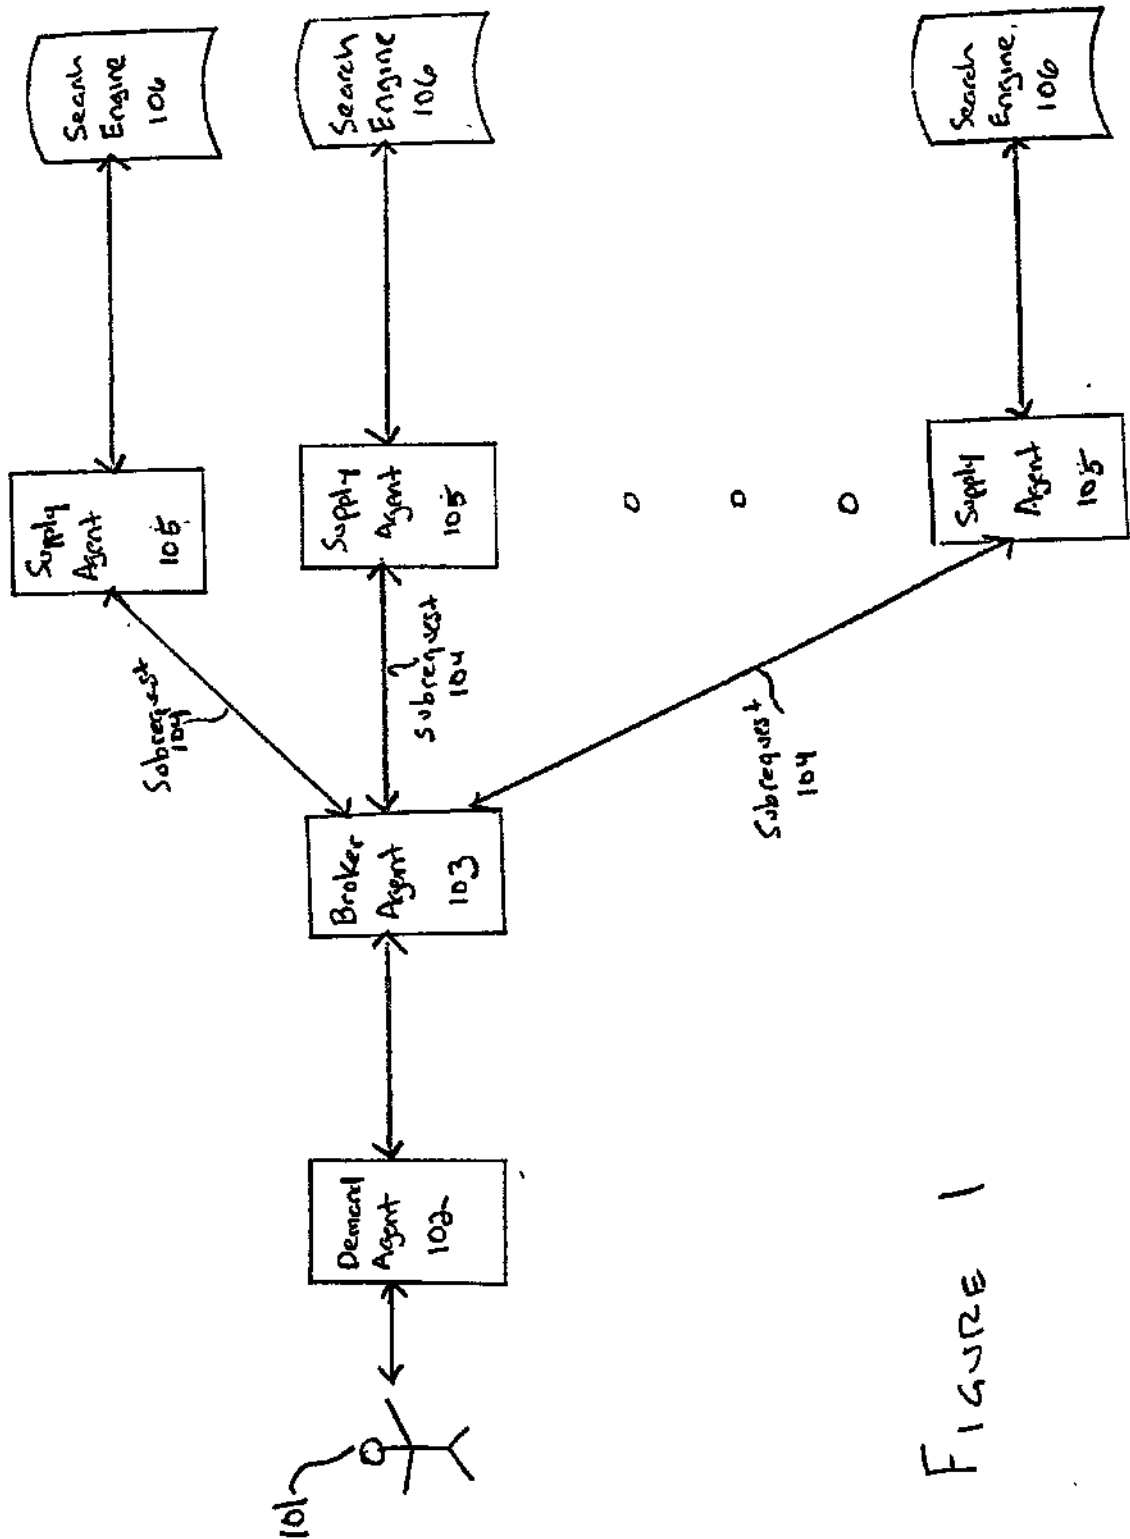 101
Demand
Agent
102
Broker
Agent
103
Subrequest
104
Subrequest
104
Subrequest
104
Supply
Agent
105
Supply
Agent
105
Supply
Agent
105
Search
Engine
106
Search
Engine
106
Search
Engine
106
FIGURE 1